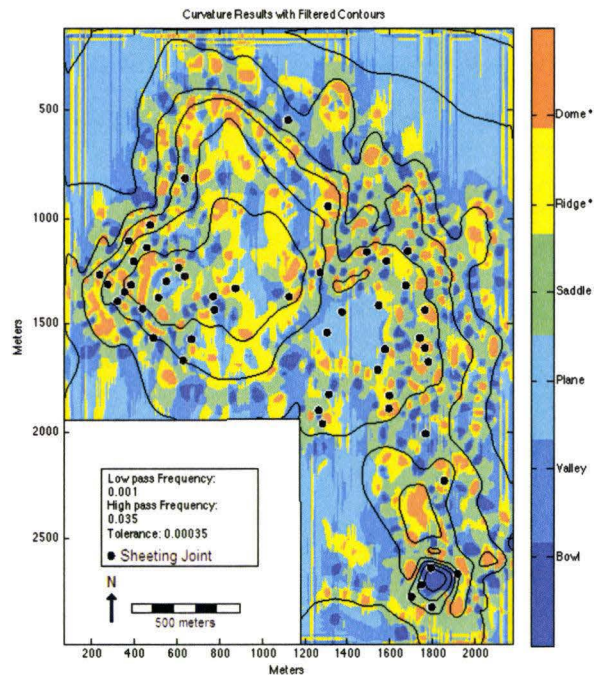 Curvature Results with Filtered Contours
500
1000
1500
2000
2500
Meters
Low pass Frequency:
0.001
High pass Frequency:
0.035
Tolerance: 0.00035
Sheeting Joint
N
500 meters
200 400 600 800 1000 1200 1400 1600 1800 2000
Meters
Dome*
Ridge*
Saddle
Plane
Valley
Bowl